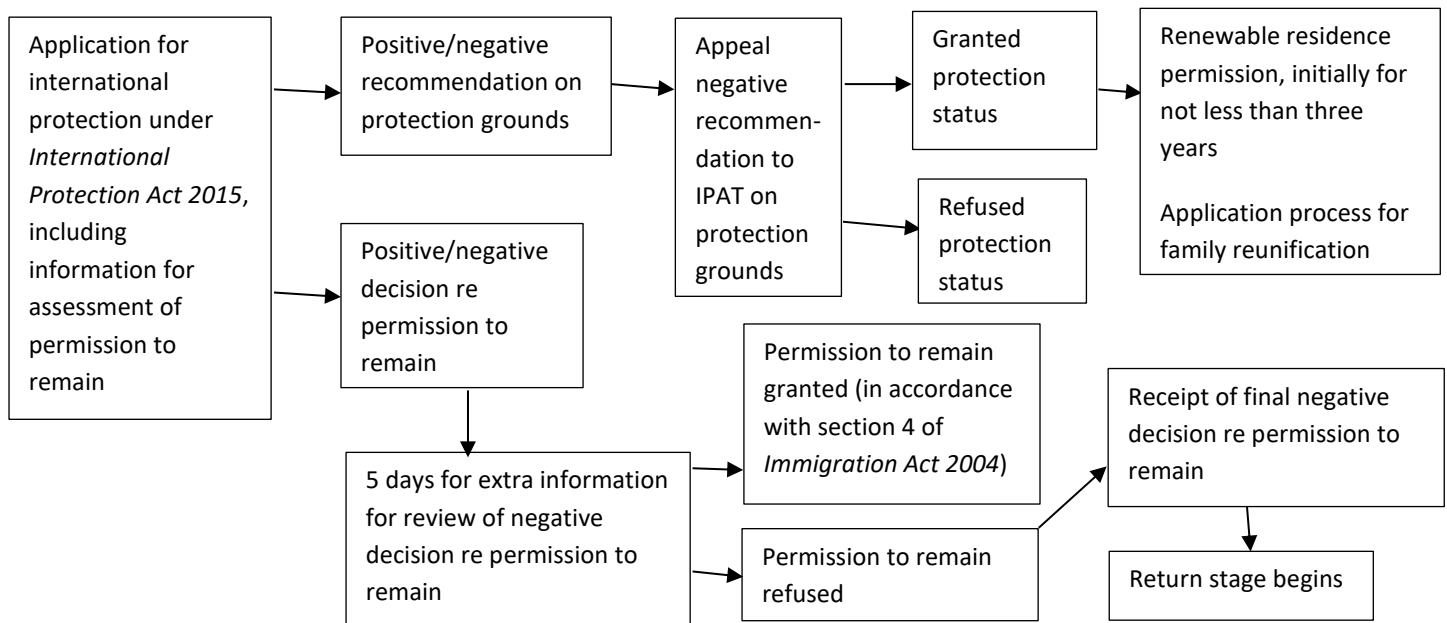 Application for
international
protection under
International
Protection Act 2015,
including
information for
assessment of
permission to
remain
Positive/negative
recommendation on
protection grounds
Appeal
negative
recommen-
dation to
IPAT on
protection
grounds
Granted
protection
status
Renewable residence
permission, initially for
not less than three
years
Application process for
family reunification
Refused
protection
status
Positive/negative
decision re
permission to
remain
5 days for extra information
for review of negative
decision re permission to
remain
Permission to remain
granted (in accordance
with section 4 of
Immigration Act 2004)
Permission to remain
refused
Receipt of final negative
decision re permission to
remain
Return stage begins